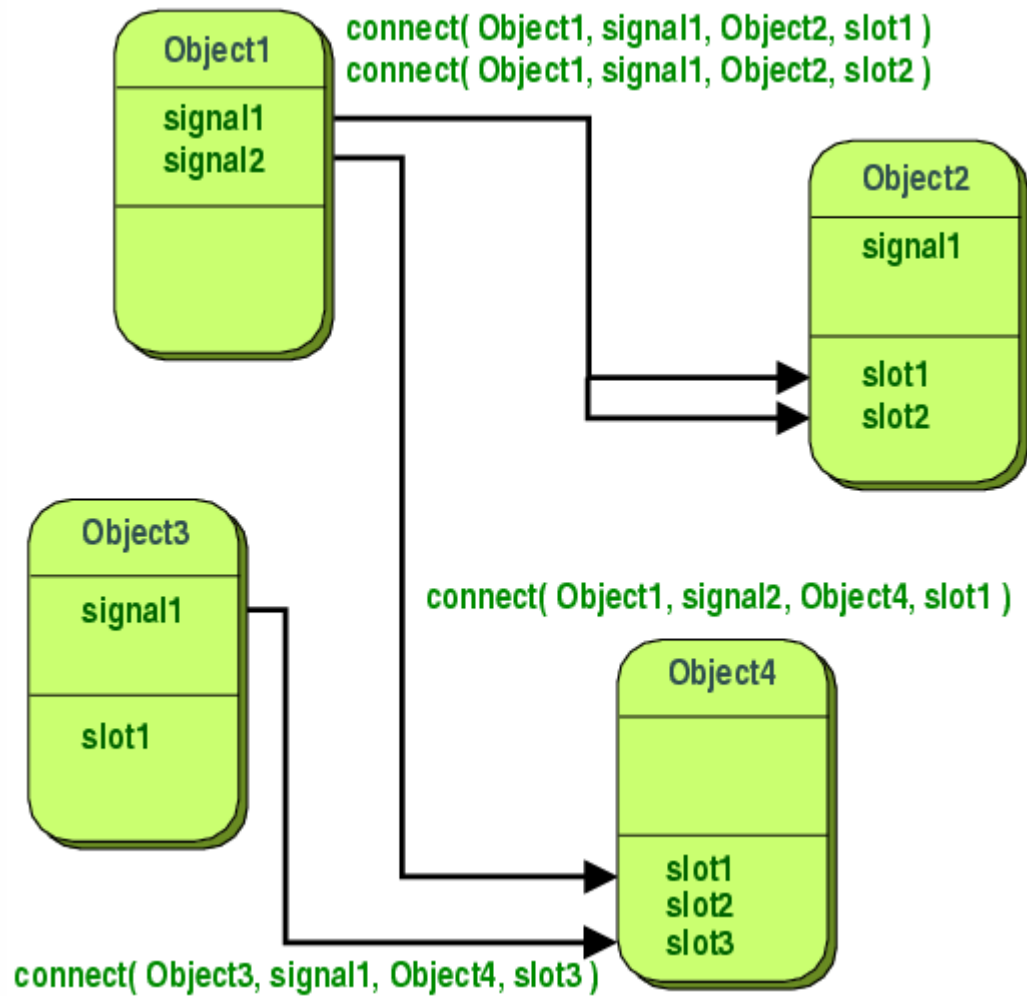 Object1
signal1
signal2
connect( Object1, signal1, Object2, slot1 )
connect( Object1, signal1, Object2, slot2 )
Object2
signal1
slot1
slot2
Object3
signal1
slot1
connect( Object1, signal2, Object4, slot1 )
Object4
slot1
slot2
slot3
connect( Object3, signal1, Object4, slot3 )